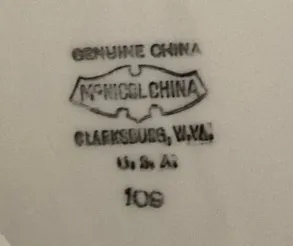 GENUINE CHINA
McNICOL CHINA
CLARKSBURG, W.VA.
U. S. A.
109